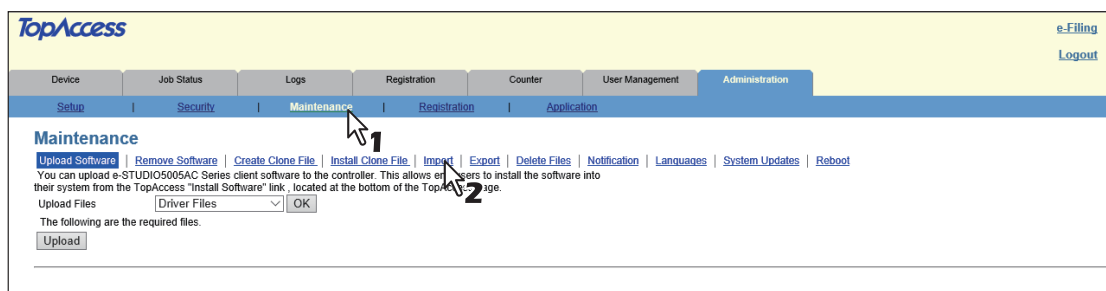 TopAccess
e-Filing
Logout
Device Job Status Logs Registration Counter User Management Administration
Setup | Security | Maintenance | Registration | Application
1
Maintenance
Upload Software | Remove Software | Create Clone File | Install Clone File | Import | Export | Delete Files | Notification | Languages | System Updates | Reboot
You can upload e-STUDIO5005AC Series client software to the controller. This allows end users to install the software into
their system from the TopAccess "Install Software" link , located at the bottom of the TopAccess page.
2
Upload Files Driver Files OK
The following are the required files.
Upload